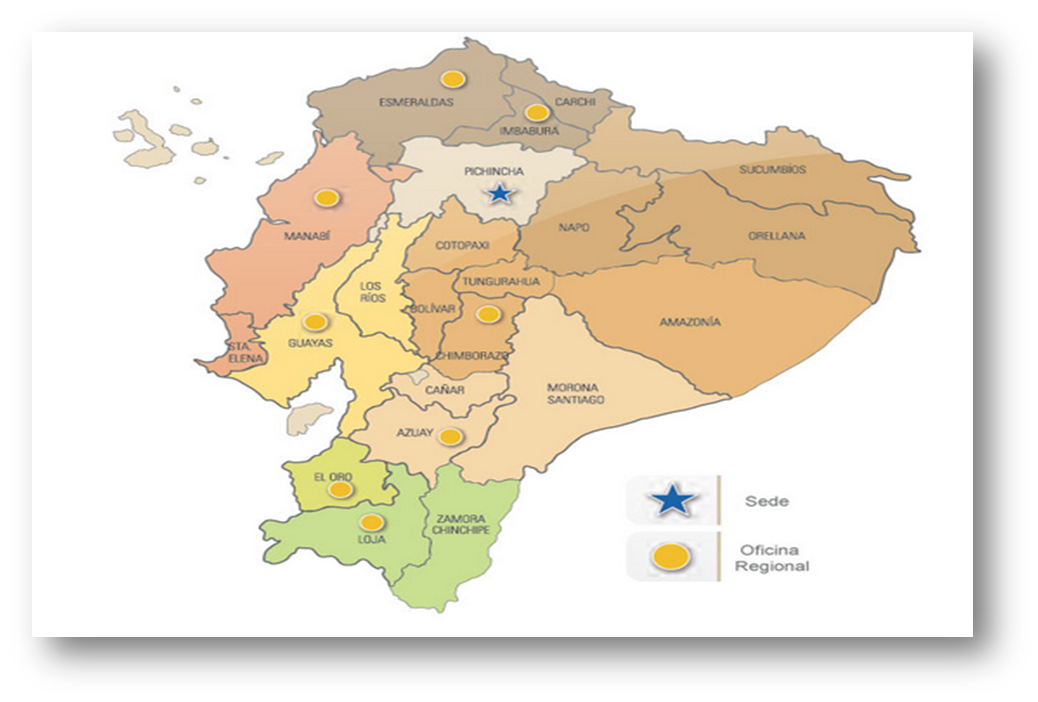 ESMERALDAS
CARCHI
IMBABURA
PICHINCHA
SUCUMBÍOS
MANABÍ
COTOPAXI
NAPO
ORELLANA
LOS
RÍOS
TUNGURAHUA
BOLÍVAR
GUAYAS
AMAZONÍA
STA.
ELENA
CHIMBORAZO
CAÑAR
MORONA
SANTIAGO
AZUAY
EL ORO
ZAMORA
CHINCHIPE
LOJA
Sede
Oficina
Regional